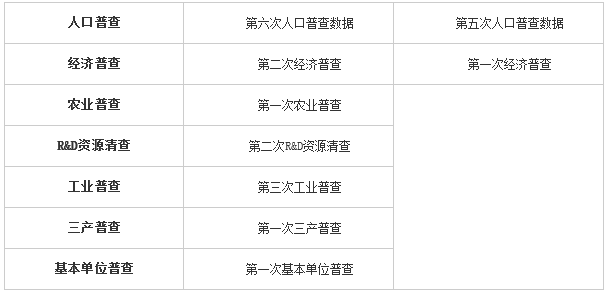 人口普查 第六次人口普查数据 第五次人口普查数据
经济普查 第二次经济普查 第一次经济普查
农业普查 第一次农业普查
R&D资源清查 第二次R&D资源清查
工业普查 第三次工业普查
三产普查 第一次三产普查
基本单位普查 第一次基本单位普查